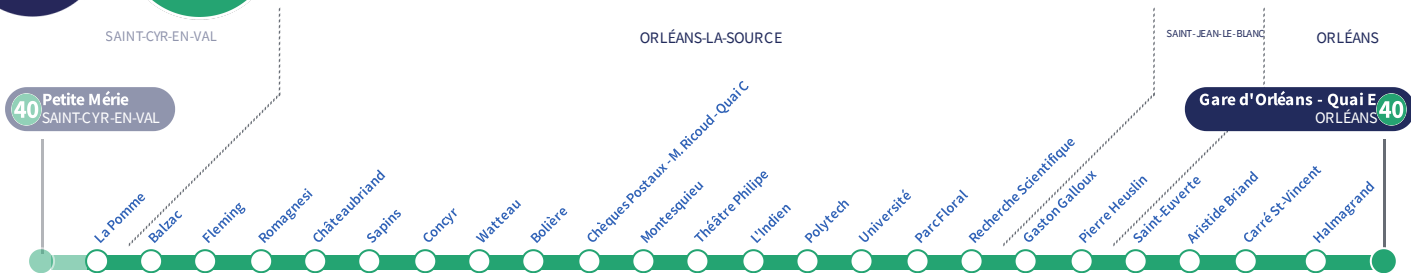 SAINT-CYR-EN-VAL
ORLÉANS-LA-SOURCE
SAINT-JEAN-LE-BLANC
ORLÉANS
40
Petite Mérie
SAINT-CYR-EN-VAL
Gare d'Orléans - Quai E
ORLÉANS
40
La Pomme
Balzac
Fleming
Romagnesi
Châteaubriand
Sapins
Concyr
Watteau
Bolière
Chèques Postaux - M. Ricoud - Quai C
Montesquieu
Théâtre Philipe
L'Indien
Polytech
Université
Parc Floral
Recherche Scientifique
Gaston Galloux
Pierre Heuslin
Saint-Euverte
Aristide Briand
Carré St-Vincent
Halmagrand